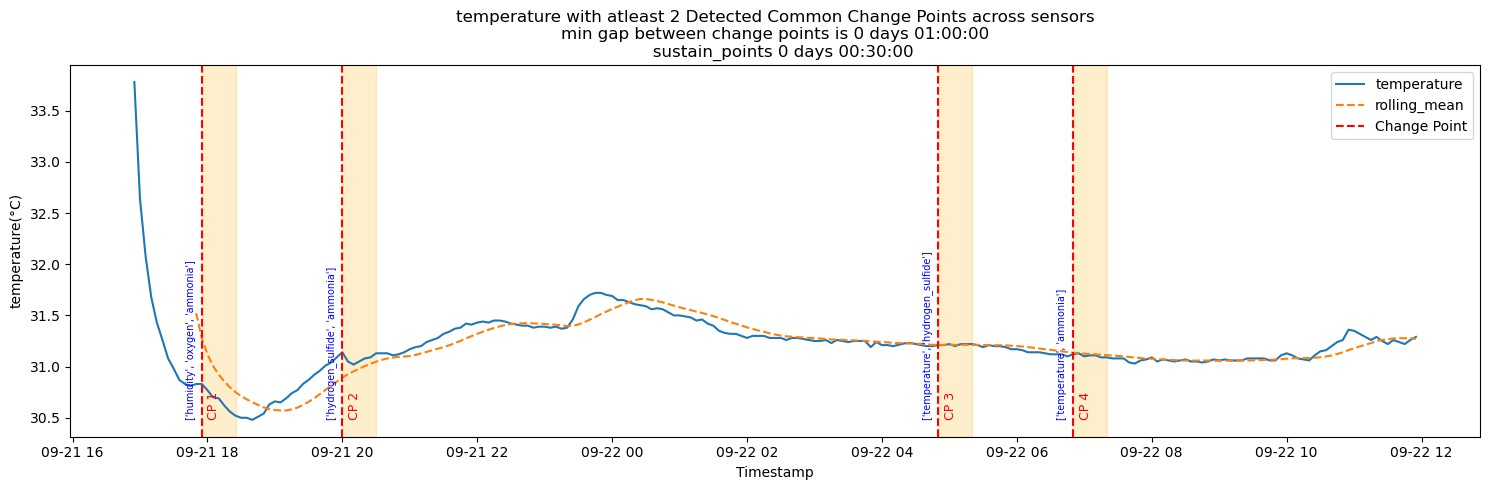 temperature with atleast 2 Detected Common Change Points across sensors
min gap between change points is 0 days 01:00:00
sustain_points 0 days 00:30:00
temperature
rolling_mean
Change Point
temperature(°C)
33.5
33.0
32.5
32.0
31.5
31.0
30.5
['humidity', 'oxygen', 'ammonia']
CP 1
['hydrogen_sulfide', 'ammonia']
CP 2
['temperature', 'hydrogen_sulfide']
CP 3
['temperature', 'ammonia']
CP 4
09-21 16
09-21 18
09-21 20
09-21 22
09-22 00
09-22 02
09-22 04
09-22 06
09-22 08
09-22 10
09-22 12
Timestamp